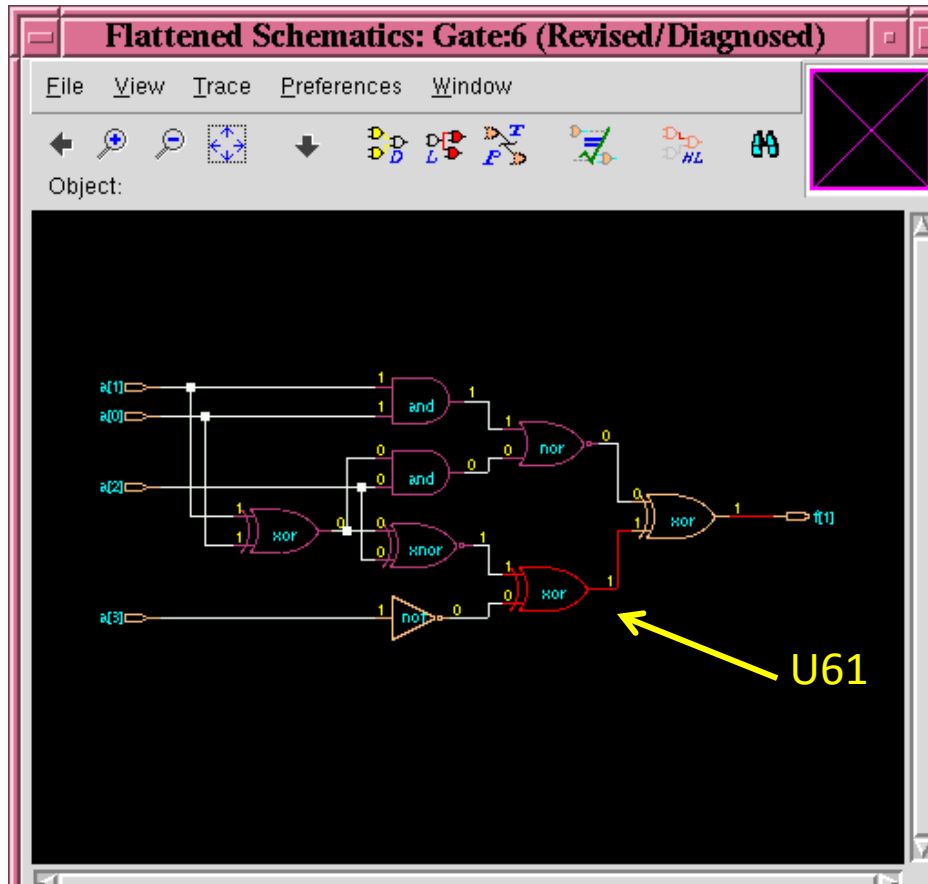 Flattened Schematics: Gate:6 (Revised/Diagnosed)
File View Trace Preferences Window
D L T P HL
Object:
a[1] 1 and 1
a[0] 1
1 nor 0
0 and 0 0
a[2] 0
0 xor 1 f[1]
1 xor 0 0 xnor 1 1
1 0
1 xor 1
0
a[3] 1 not 0
U61